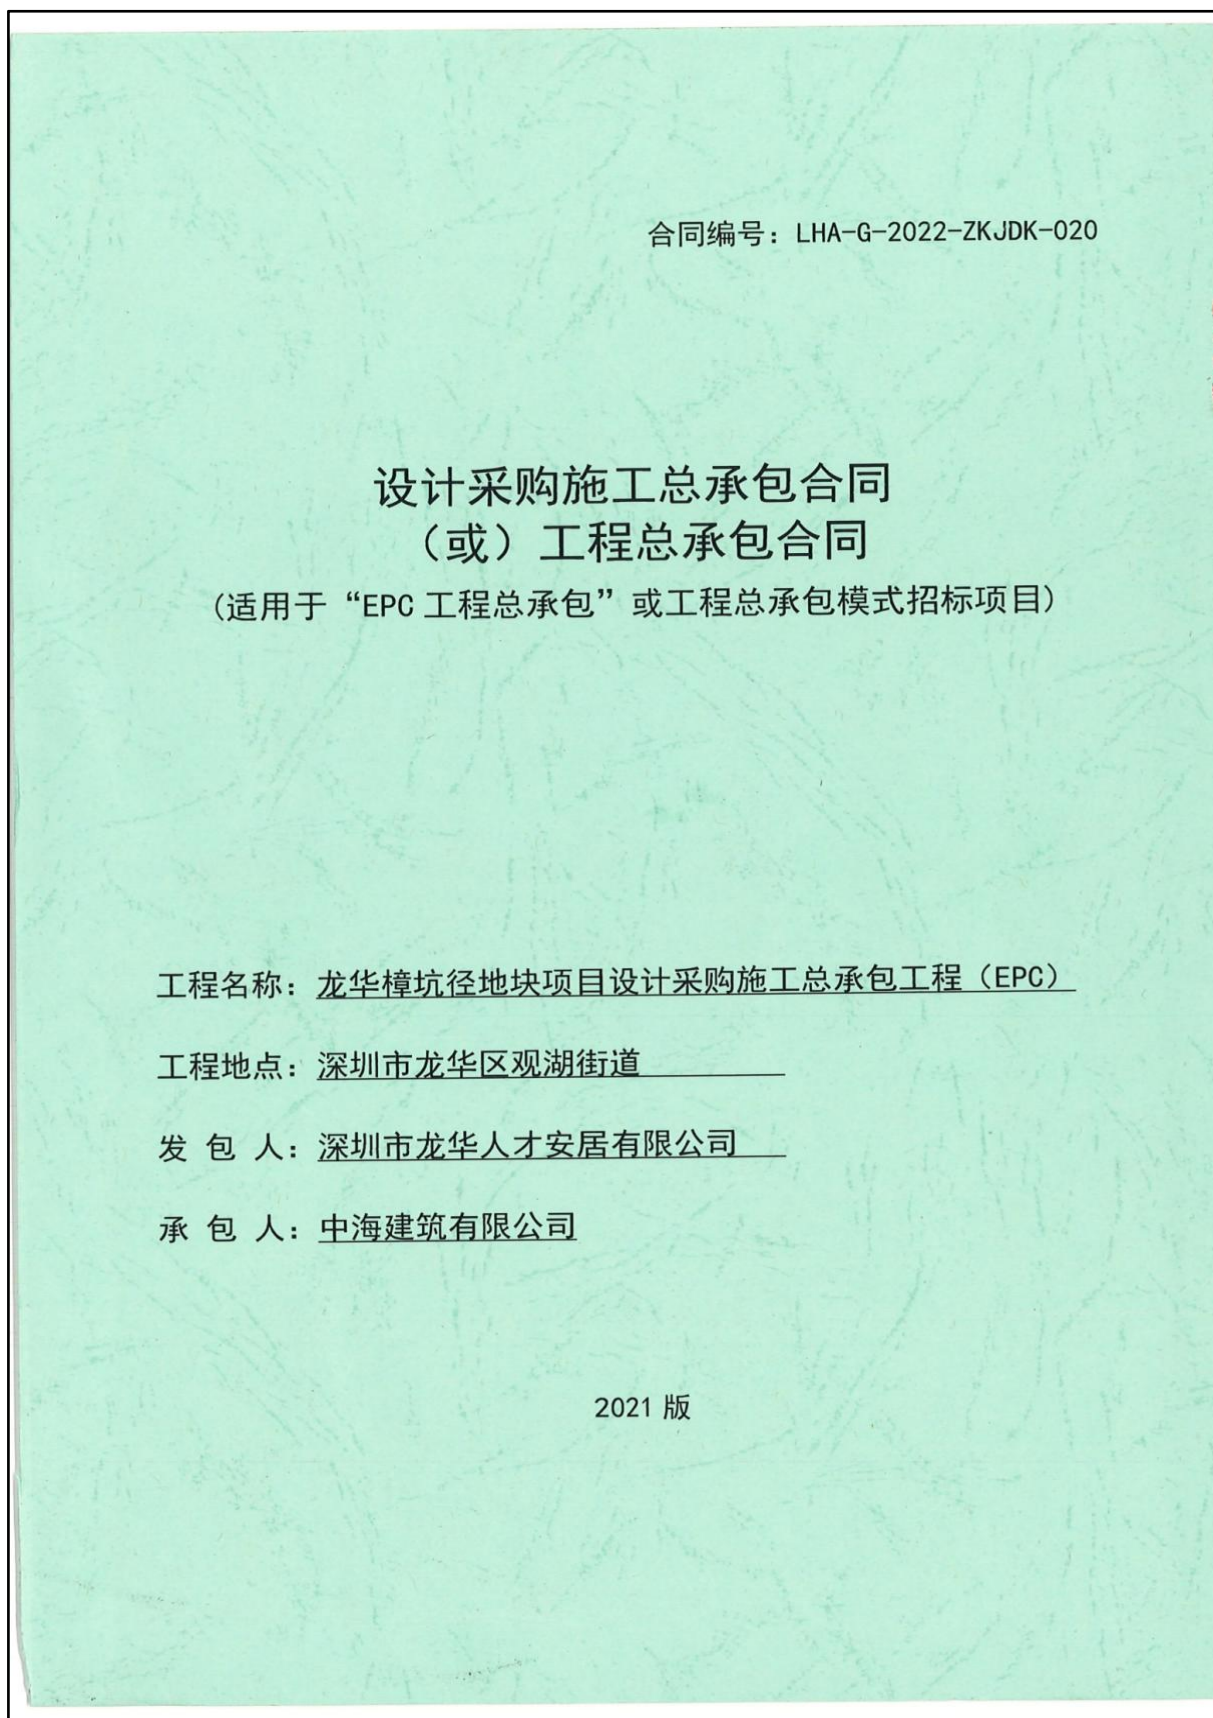 合同编号：LHA-G-2022-ZKJDK-020
设计采购施工总承包合同
（或）工程总承包合同
（适用于“EPC 工程总承包”或工程总承包模式招标项目）
工程名称：龙华樟坑径地块项目设计采购施工总承包工程（EPC）
工程地点：深圳市龙华区观湖街道
发 包 人：深圳市龙华人才安居有限公司
承 包 人：中海建筑有限公司
2021 版